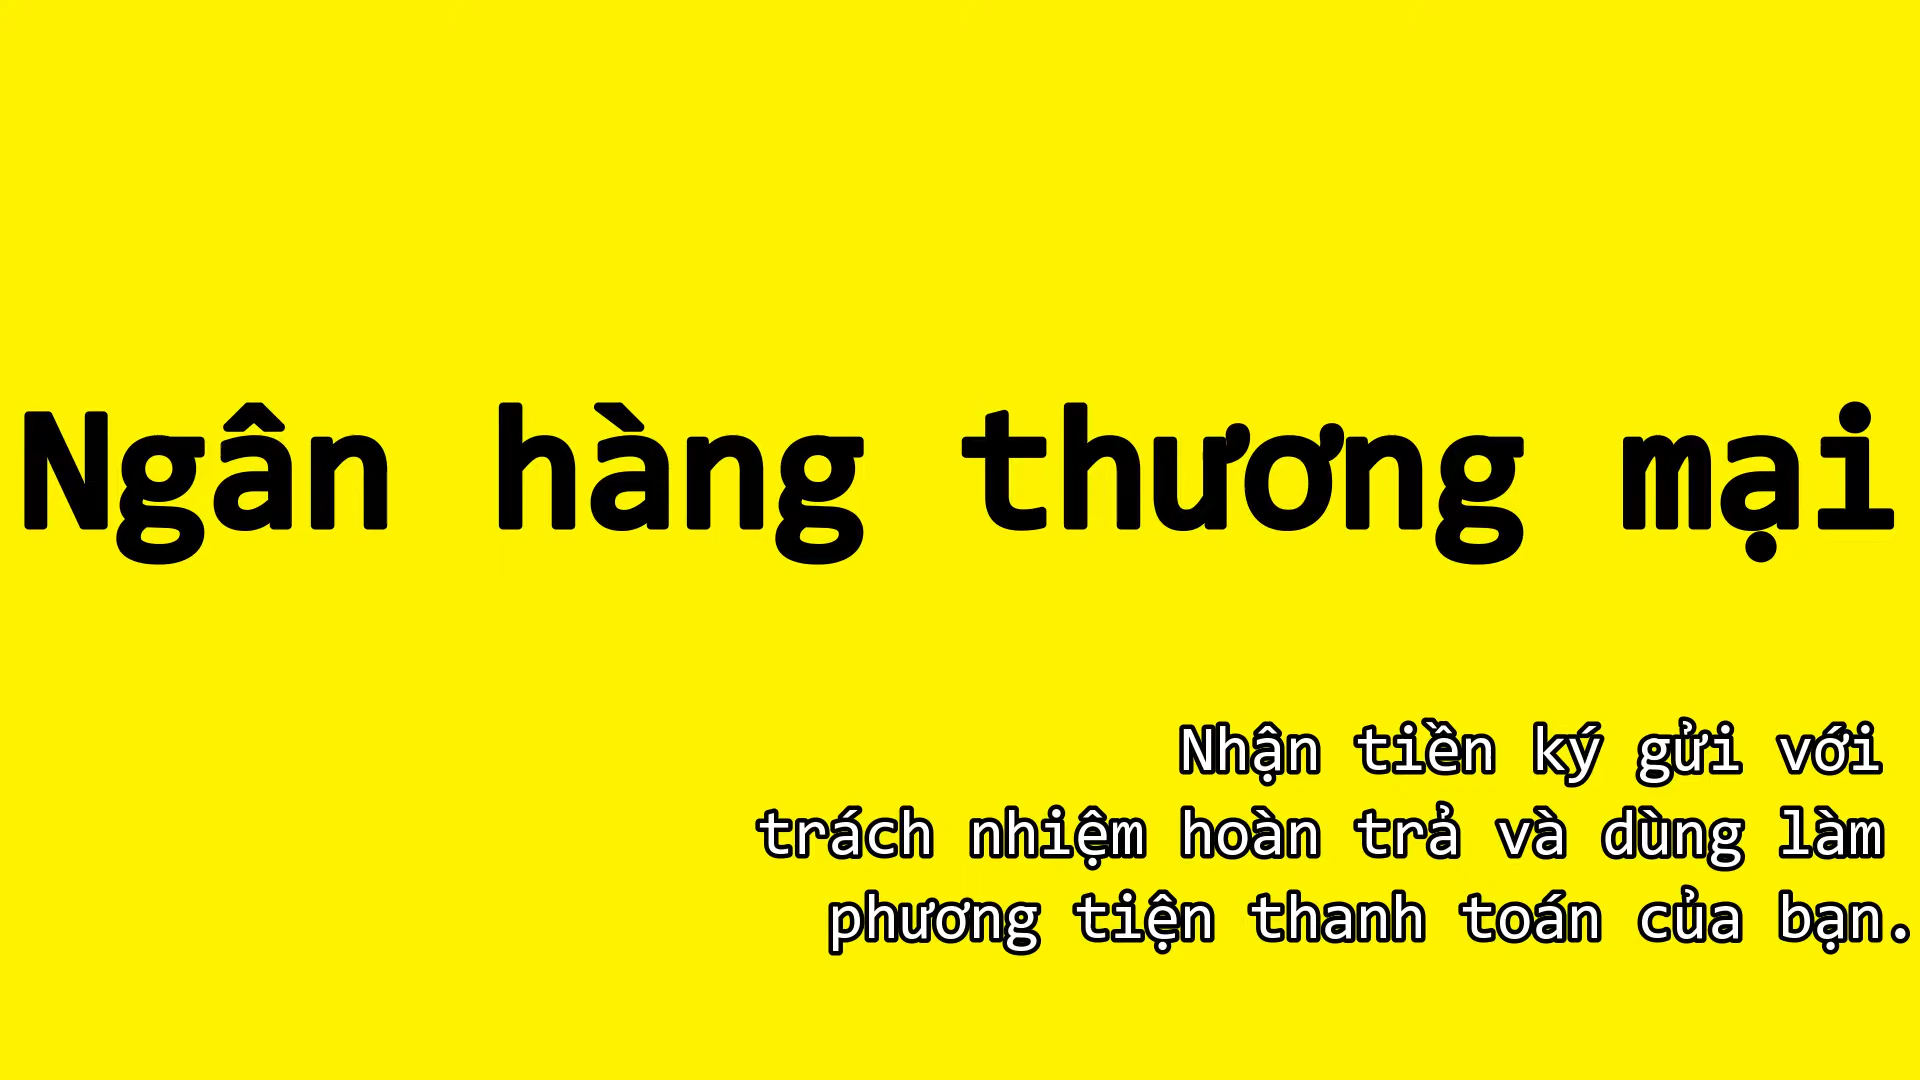 Ngân hàng thương mại
Nhận tiền ký gửi với
trách nhiệm hoàn trả và dùng làm
phương tiện thanh toán của bạn.